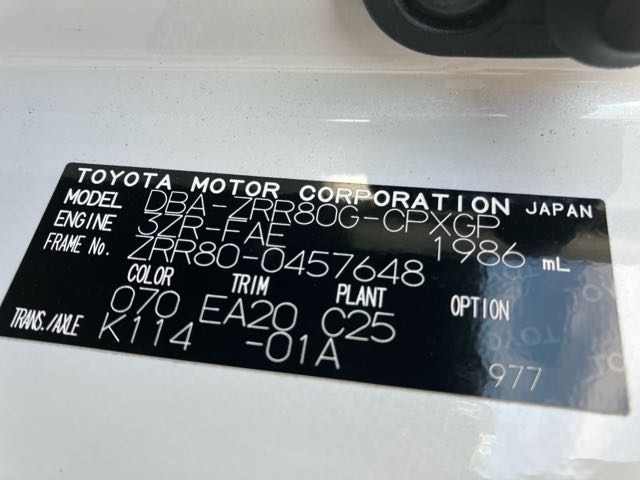 TOYOTA MOTOR CORPORATION JAPAN
MODEL DBA-ZRR80G-CPXGP
ENGINE 3ZR-FAE 1986 mL
FRAME No. ZRR80-0457648
COLOR TRIM PLANT OPTION
070 EA20 C25
TRANS./AXLE K114 -01A
977